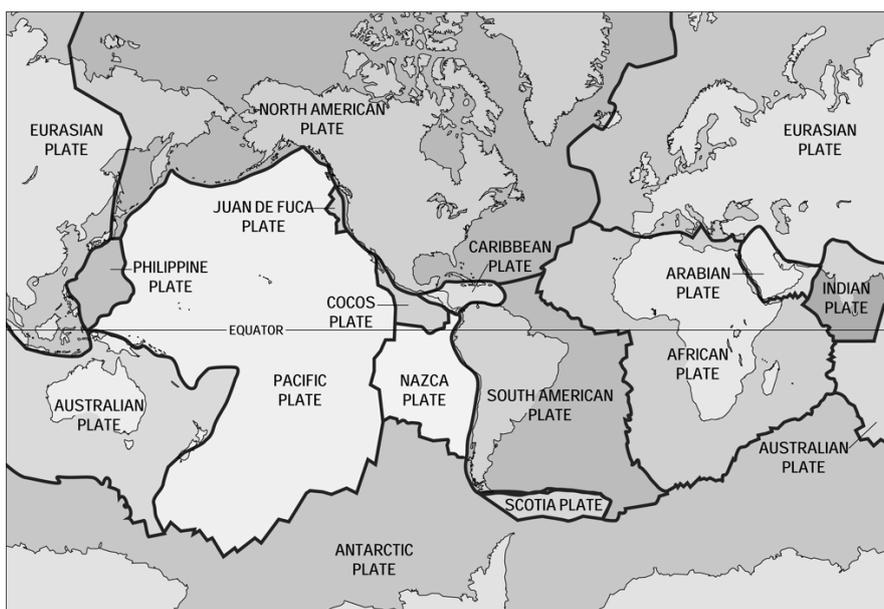 NORTH AMERICAN
PLATE
EURASIAN
PLATE
EURASIAN
PLATE
JUAN DE FUCA
PLATE
CARIBBEAN
PLATE
PHILIPPINE
PLATE
ARABIAN
PLATE
INDIAN
PLATE
COCOS
PLATE
EQUATOR
AFRICAN
PLATE
PACIFIC
PLATE
NAZCA
PLATE
SOUTH AMERICAN
PLATE
AUSTRALIAN
PLATE
AUSTRALIAN
PLATE
SCOTIA PLATE
ANTARCTIC
PLATE